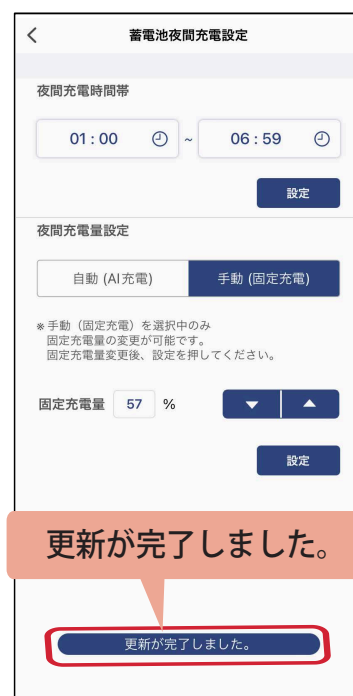 蓄電池夜間充電設定
夜間充電時間帯
01：00 ~ 06：59
設定
夜間充電量設定
自動 (AI充電) 手動 (固定充電)
※手動（固定充電）を選択中のみ
固定充電量の変更が可能です。
固定充電量変更後、設定を押してください。
固定充電量 57 %
設定
更新が完了しました。
更新が完了しました。